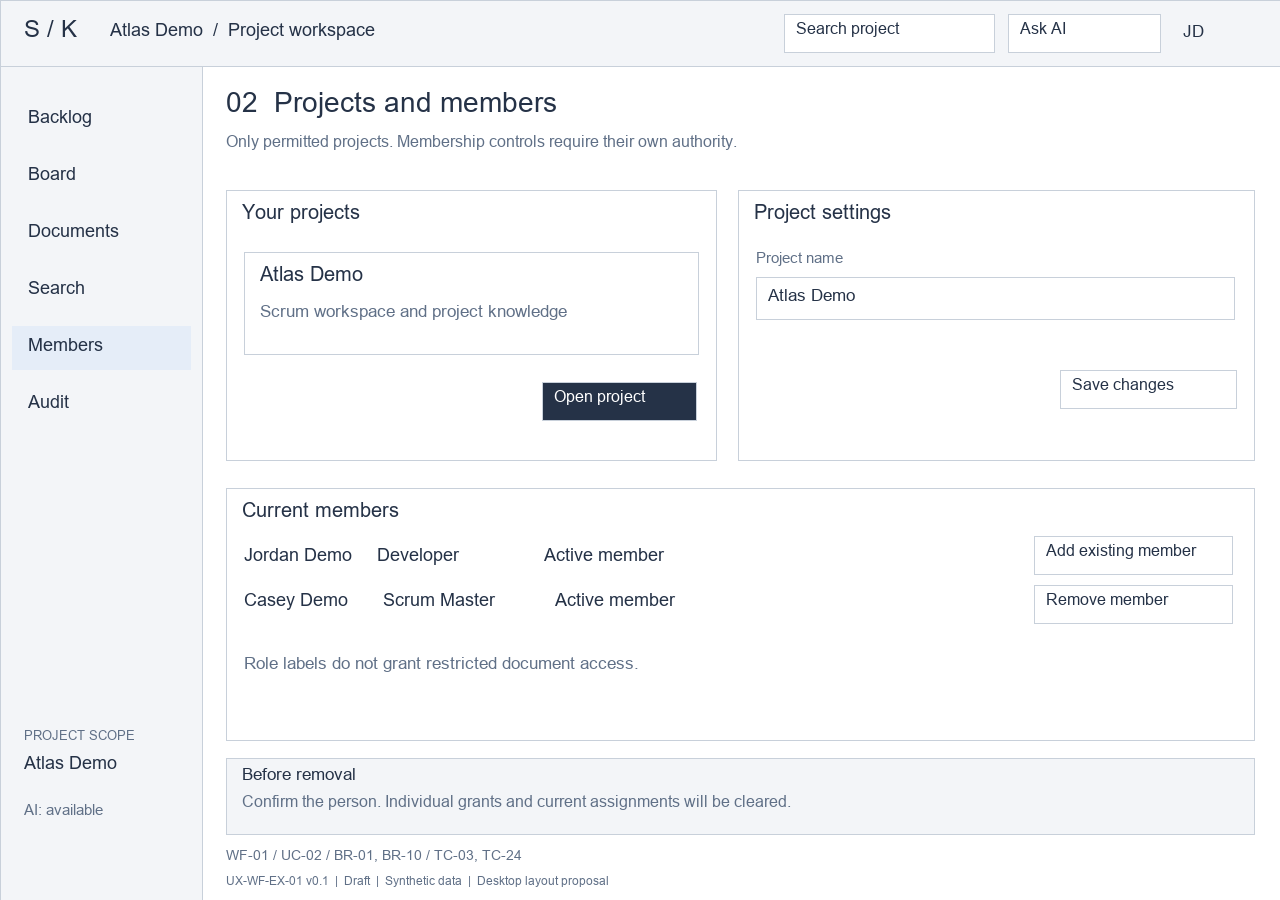 S / K
Atlas Demo / Project workspace
Search project
Ask AI
JD
Backlog
Board
Documents
Search
Members
Audit
PROJECT SCOPE
Atlas Demo
AI: available
02 Projects and members
Only permitted projects. Membership controls require their own authority.
Your projects
Atlas Demo
Scrum workspace and project knowledge
Open project
Project settings
Project name
Atlas Demo
Save changes
Current members
Jordan Demo Developer Active member
Add existing member
Casey Demo Scrum Master Active member
Remove member
Role labels do not grant restricted document access.
Before removal
Confirm the person. Individual grants and current assignments will be cleared.
WF-01 / UC-02 / BR-01, BR-10 / TC-03, TC-24
UX-WF-EX-01 v0.1 | Draft | Synthetic data | Desktop layout proposal